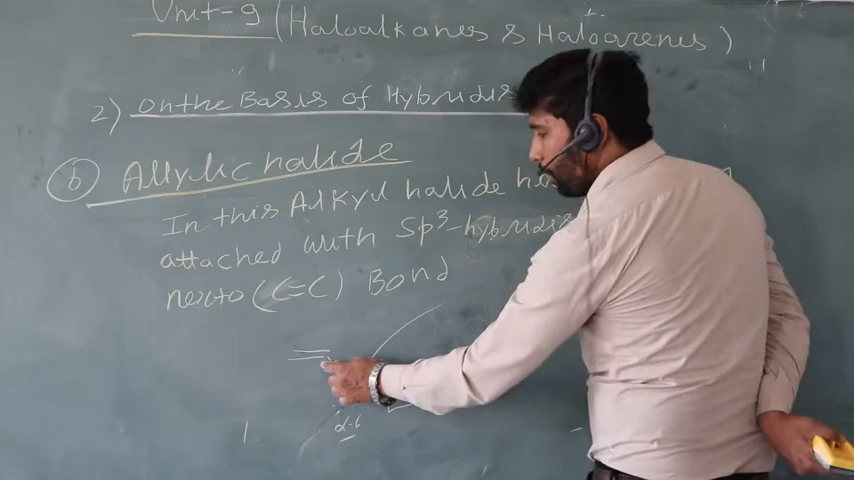 Unit-9 (Haloalkanes & Haloarenes)
2) On the Basis of Hybridis
(b) Allylic halide
In this Alkyl halide
attached with Sp³-hybridis
nexto (C=C) Bond
α-C